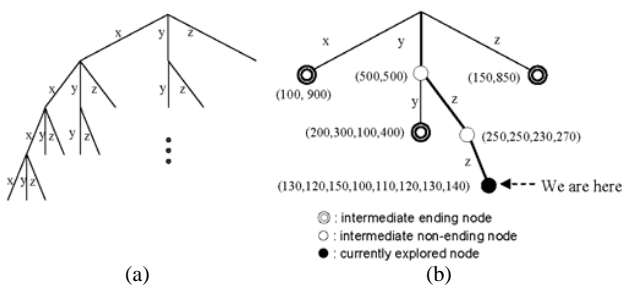 x y z
x y z
x y z
x y z
y z
y
y
x y z
(100, 900)
(500,500)
(150,850)
y z
(200,300,100,400)
(250,250,230,270)
z
(130,120,150,100,110,120,130,140)
We are here
: intermediate ending node
: intermediate non-ending node
: currently explored node
(a)
(b)